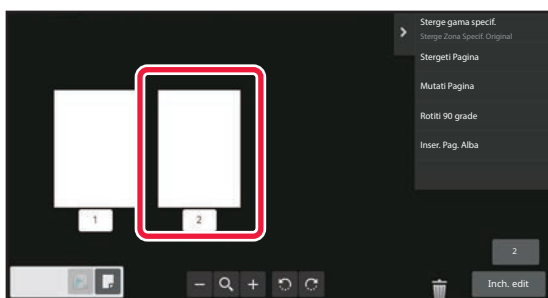 Sterge gama specif.
Sterge Zona Specif. Original
Stergeti Pagina
Mutati Pagina
Rotiti 90 grade
Inser. Pag. Alba
1
2
2
Inch. edit